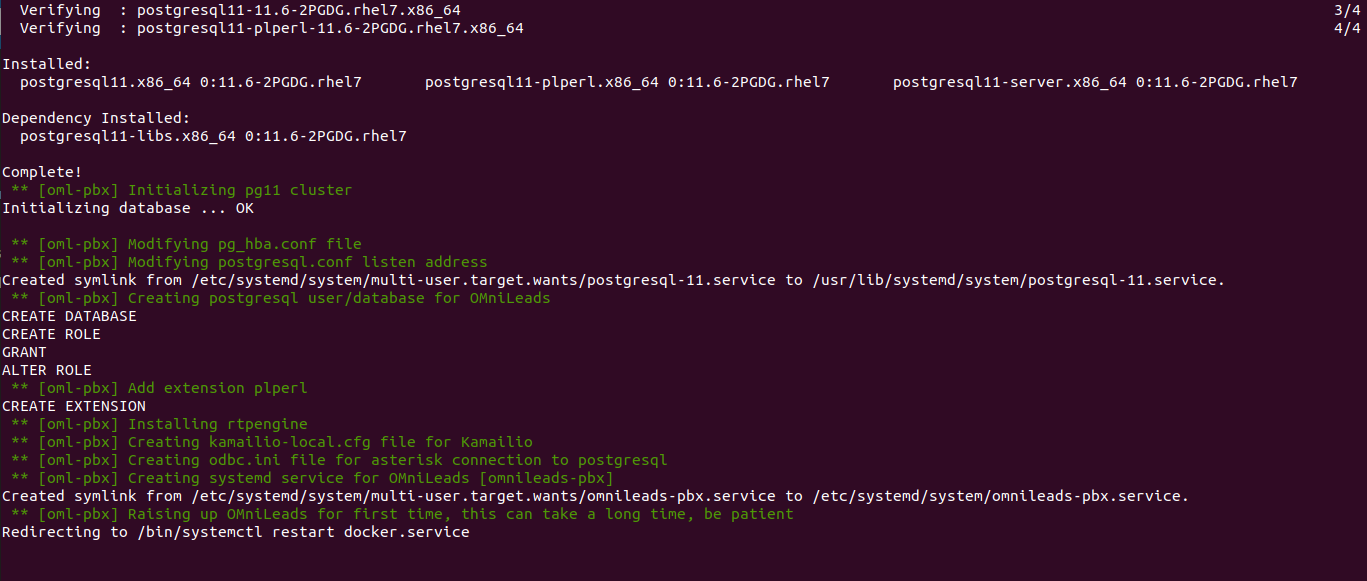 Verifying  : postgresql11-11.6-2PGDG.rhel7.x86_64 3/4
Verifying  : postgresql11-plperl-11.6-2PGDG.rhel7.x86_64 4/4
Installed:
postgresql11.x86_64 0:11.6-2PGDG.rhel7 postgresql11-plperl.x86_64 0:11.6-2PGDG.rhel7 postgresql11-server.x86_64 0:11.6-2PGDG.rhel7
Dependency Installed:
postgresql11-libs.x86_64 0:11.6-2PGDG.rhel7
Complete!
** [oml-pbx] Initializing pg11 cluster
Initializing database ... OK
** [oml-pbx] Modifying pg_hba.conf file
** [oml-pbx] Modifying postgresql.conf listen address
Created symlink from /etc/systemd/system/multi-user.target.wants/postgresql-11.service to /usr/lib/systemd/system/postgresql-11.service.
** [oml-pbx] Creating postgresql user/database for OMniLeads
CREATE DATABASE
CREATE ROLE
GRANT
ALTER ROLE
** [oml-pbx] Add extension plperl
CREATE EXTENSION
** [oml-pbx] Installing rtpengine
** [oml-pbx] Creating kamailio-local.cfg file for Kamailio
** [oml-pbx] Creating odbc.ini file for asterisk connection to postgresql
** [oml-pbx] Creating systemd service for OMniLeads [omnileads-pbx]
Created symlink from /etc/systemd/system/multi-user.target.wants/omnileads-pbx.service to /etc/systemd/system/omnileads-pbx.service.
** [oml-pbx] Raising up OMniLeads for first time, this can take a long time, be patient
Redirecting to /bin/systemctl restart docker.service